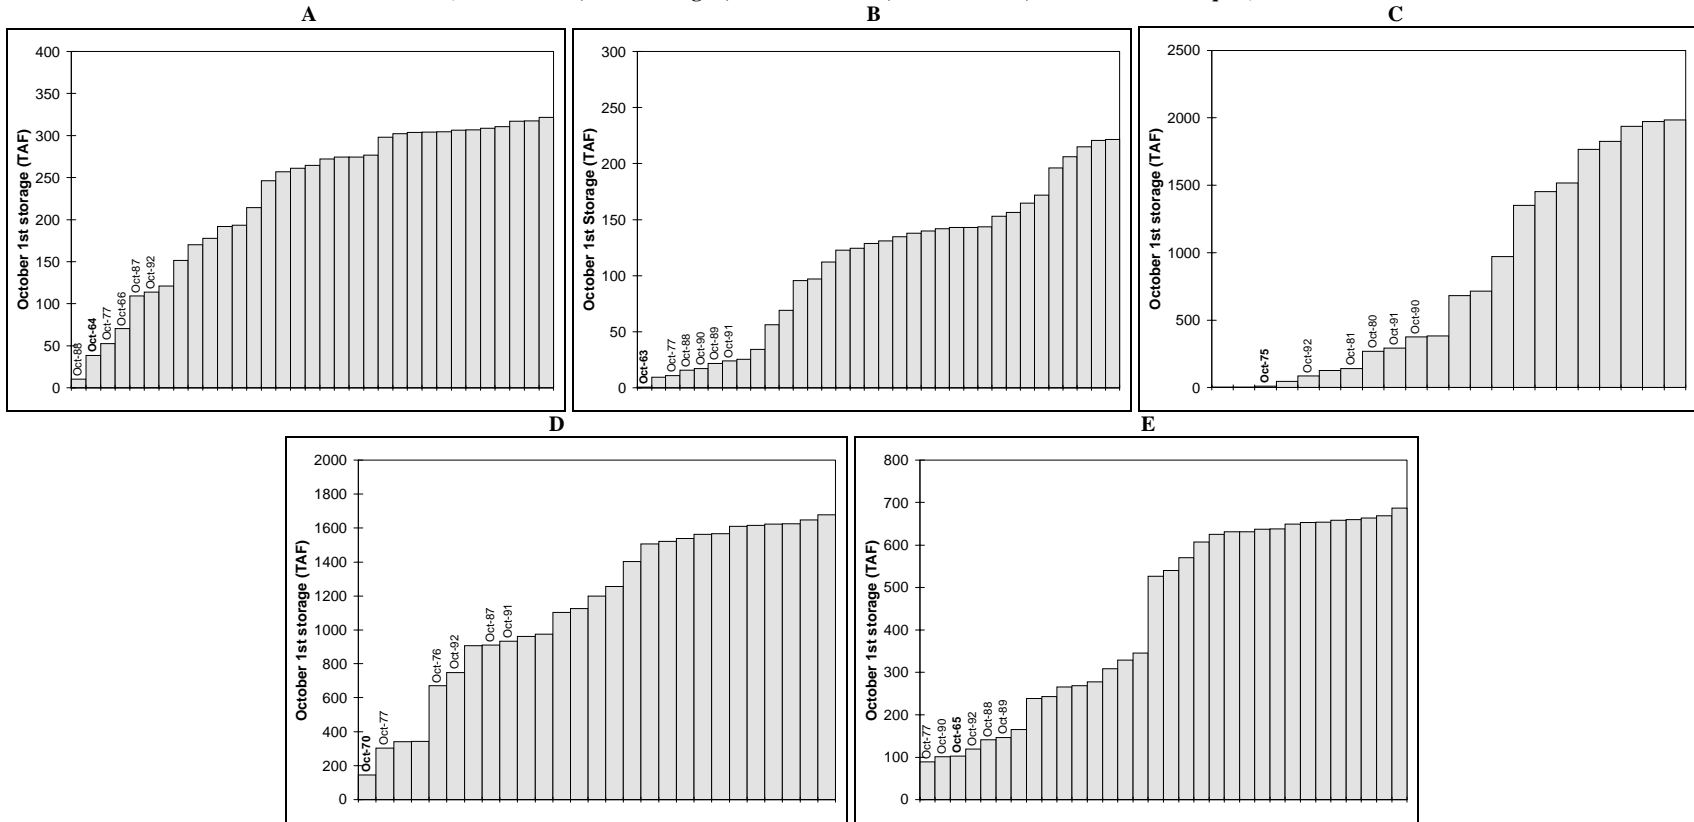 A
October 1st storage (TAF)
400
350
300
250
200
150
100
50
0
Oct-88
Oct-64
Oct-77
Oct-66
Oct-87
Oct-92
B
October 1st Storage (TAF)
300
250
200
150
100
50
0
Oct-63
Oct-77
Oct-88
Oct-90
Oct-89
Oct-91
C
October 1st storage (TAF)
2500
2000
1500
1000
500
0
Oct-75
Oct-92
Oct-81
Oct-80
Oct-91
Oct-90
D
October 1st storage (TAF)
2000
1800
1600
1400
1200
1000
800
600
400
200
0
Oct-70
Oct-77
Oct-76
Oct-92
Oct-87
Oct-91
E
October 1st storage (TAF)
800
700
600
500
400
300
200
100
0
Oct-77
Oct-90
Oct-65
Oct-92
Oct-88
Oct-89